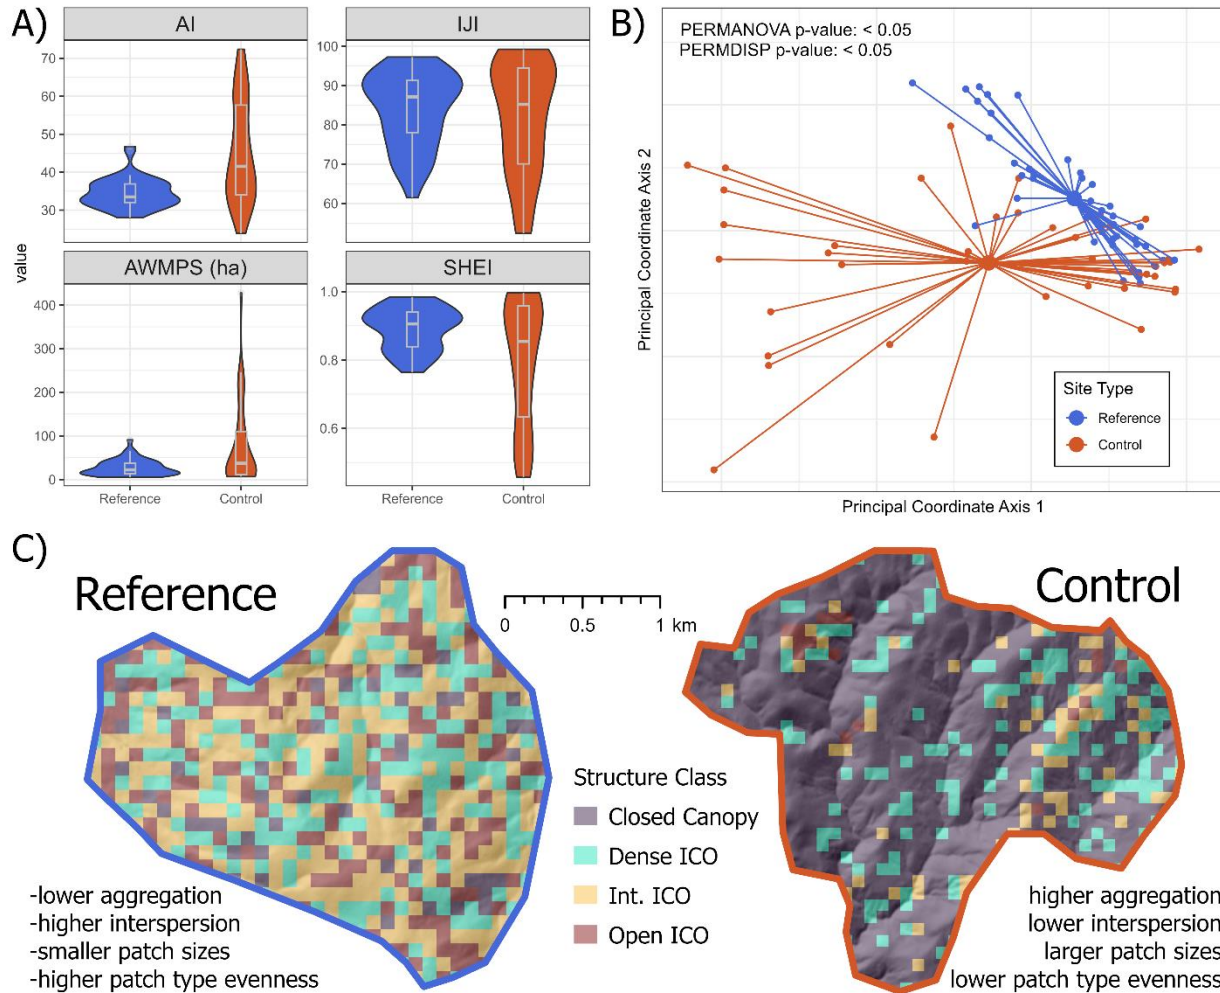 A)
AI
IJI
70
60
50
40
30
100
90
80
70
60
value
AWMPS (ha)
SHEI
400
300
200
100
0
1.0
0.8
0.6
Reference
Control
Reference
Control
B)
PERMANOVA p-value: < 0.05
PERMDISP p-value: < 0.05
Principal Coordinate Axis 2
Site Type
Reference
Control
Principal Coordinate Axis 1
C)
Reference
0 0.5 1 km
Control
Structure Class
Closed Canopy
Dense ICO
Int. ICO
Open ICO
-lower aggregation
-higher interspersion
-smaller patch sizes
-higher patch type evenness
higher aggregation
lower interspersion
larger patch sizes
lower patch type evenness